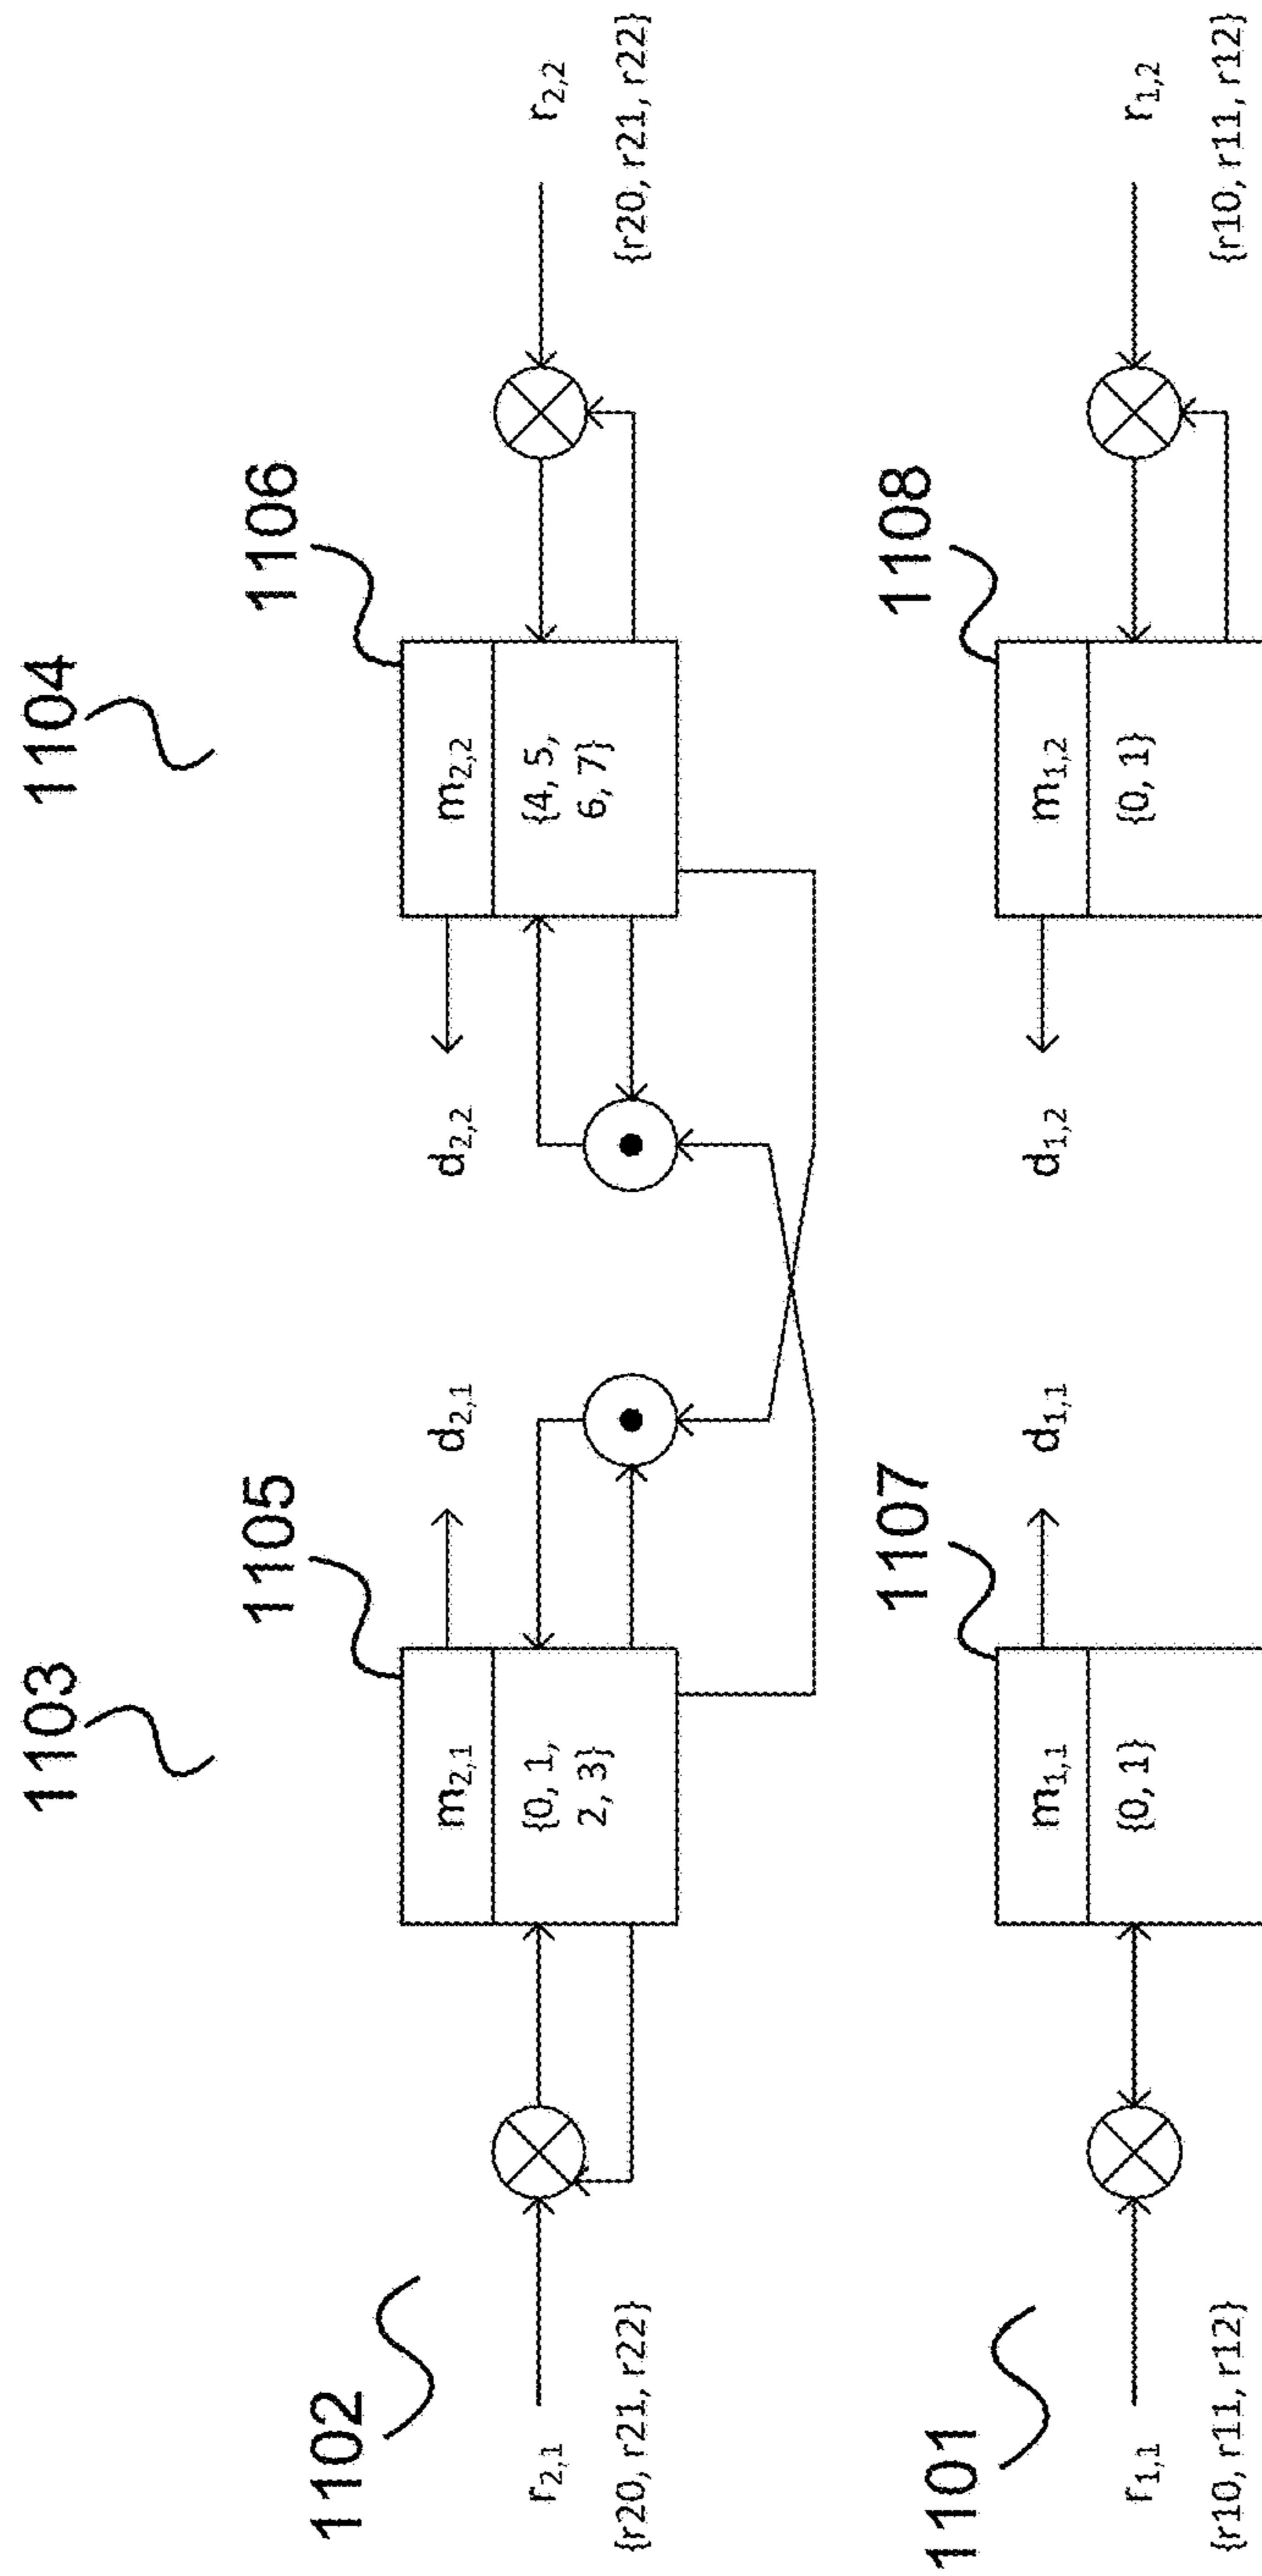 1103
1104
1102
1105
1106
r2,1
{r20, r21, r22}
m2,1
{0, 1,
2, 3}
d2,1
d2,2
m2,2
{4, 5,
6, 7}
r2,2
{r20, r21, r22}
1101
1107
1108
r1,1
{r10, r11, r12}
m1,1
{0, 1}
d1,1
d1,2
m1,2
{0, 1}
r1,2
{r10, r11, r12}